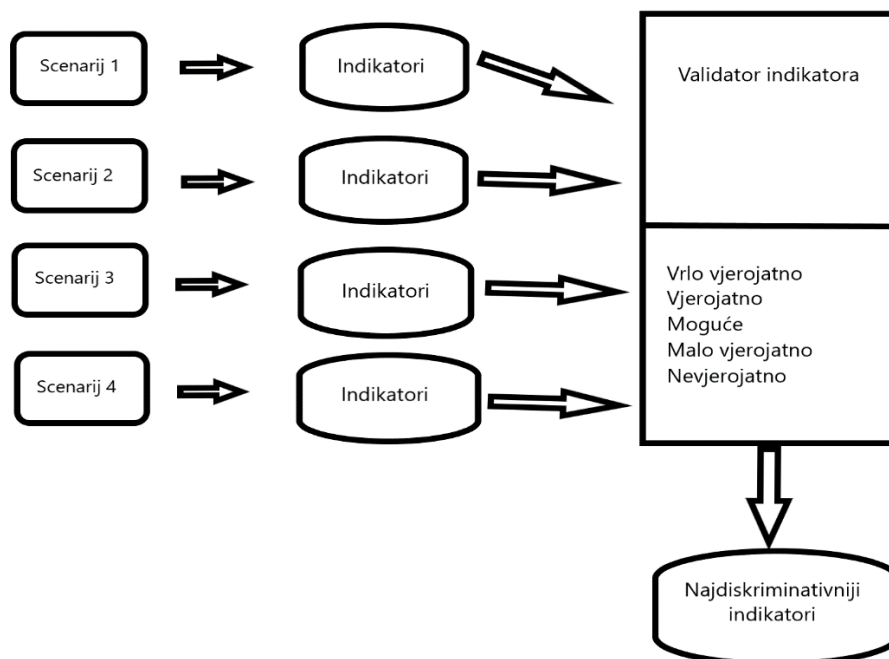 Scenarij 1
Indikatori
Validator indikatora
Scenarij 2
Indikatori
Scenarij 3
Indikatori
Vrlo vjerojatno
Vjerojatno
Moguće
Malo vjerojatno
Nevjerojatno
Scenarij 4
Indikatori
Najdiskriminativniji
indikatori